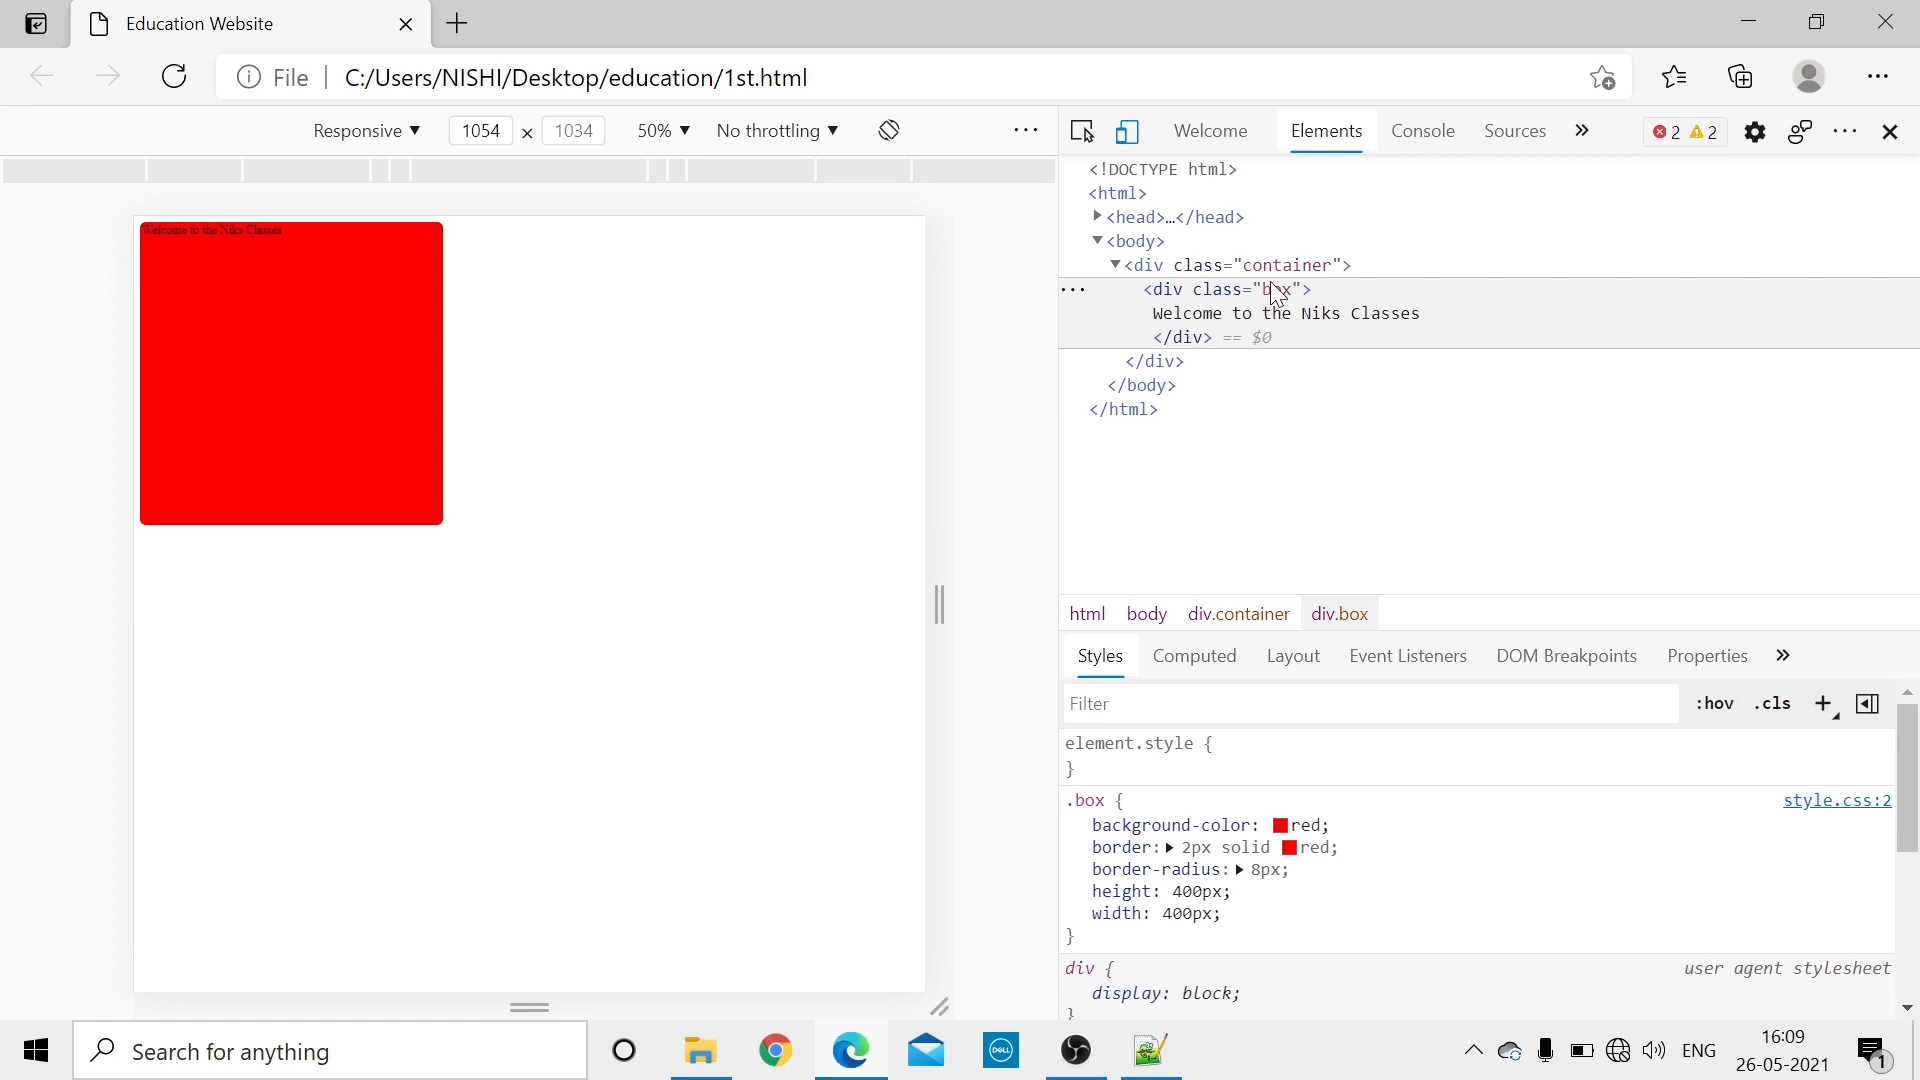 Education Website
File | C:/Users/NISHI/Desktop/education/1st.html
Responsive 1054 x 1034 50% No throttling
Welcome Elements Console Sources 2 2
Welcome to the Niks Classes
<!DOCTYPE html>
<html>
<head>…</head>
<body>
<div class="container">
<div class="box">
Welcome to the Niks Classes
</div> == $0
</div>
</body>
</html>
html body div.container div.box
Styles Computed Layout Event Listeners DOM Breakpoints Properties
Filter :hov .cls
element.style {
}
.box { style.css:2
background-color: red;
border: 2px solid red;
border-radius: 8px;
height: 400px;
width: 400px;
}
div { user agent stylesheet
display: block;
}
Search for anything DELL ENG 16:09
26-05-2021 1